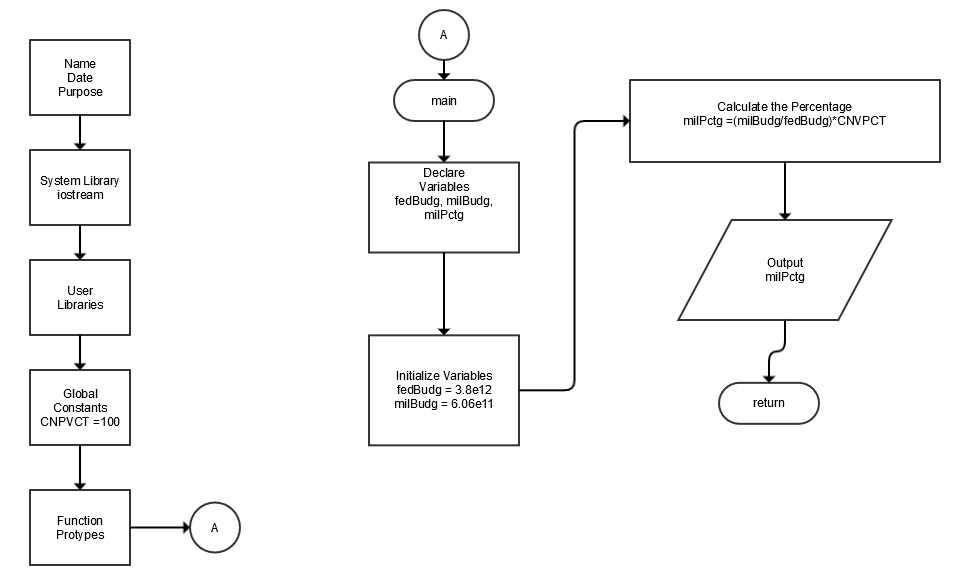 Name
Date
Purpose
System Library
iostream
User
Libraries
Global
Constants
CNPVCT =100
Function
Protypes
A
A
main
Declare
Variables
fedBudg, milBudg,
milPctg
Initialize Variables
fedBudg = 3.8e12
milBudg = 6.06e11
Calculate the Percentage
milPctg =(milBudg/fedBudg)*CNVPCT
Output
milPctg
return